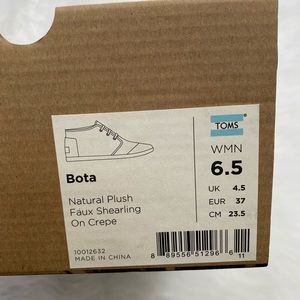 TOMS
WMN
6.5
UK 4.5
EUR 37
CM 23.5
Bota
Natural Plush
Faux Shearling
On Crepe
10012632
MADE IN CHINA
8 89556 51296 6
11